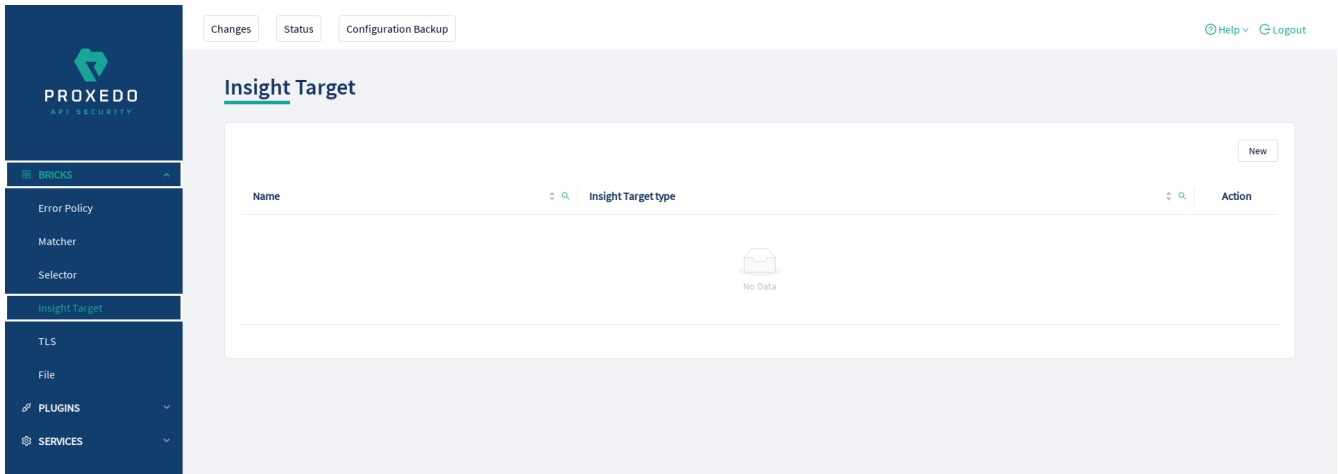 Changes Status Configuration Backup Help Logout
PROXEDO
API SECURITY
Insight Target
New
BRICKS
Name Insight Target type Action
Error Policy
Matcher
Selector
No Data
Insight Target
TLS
File
PLUGINS
SERVICES